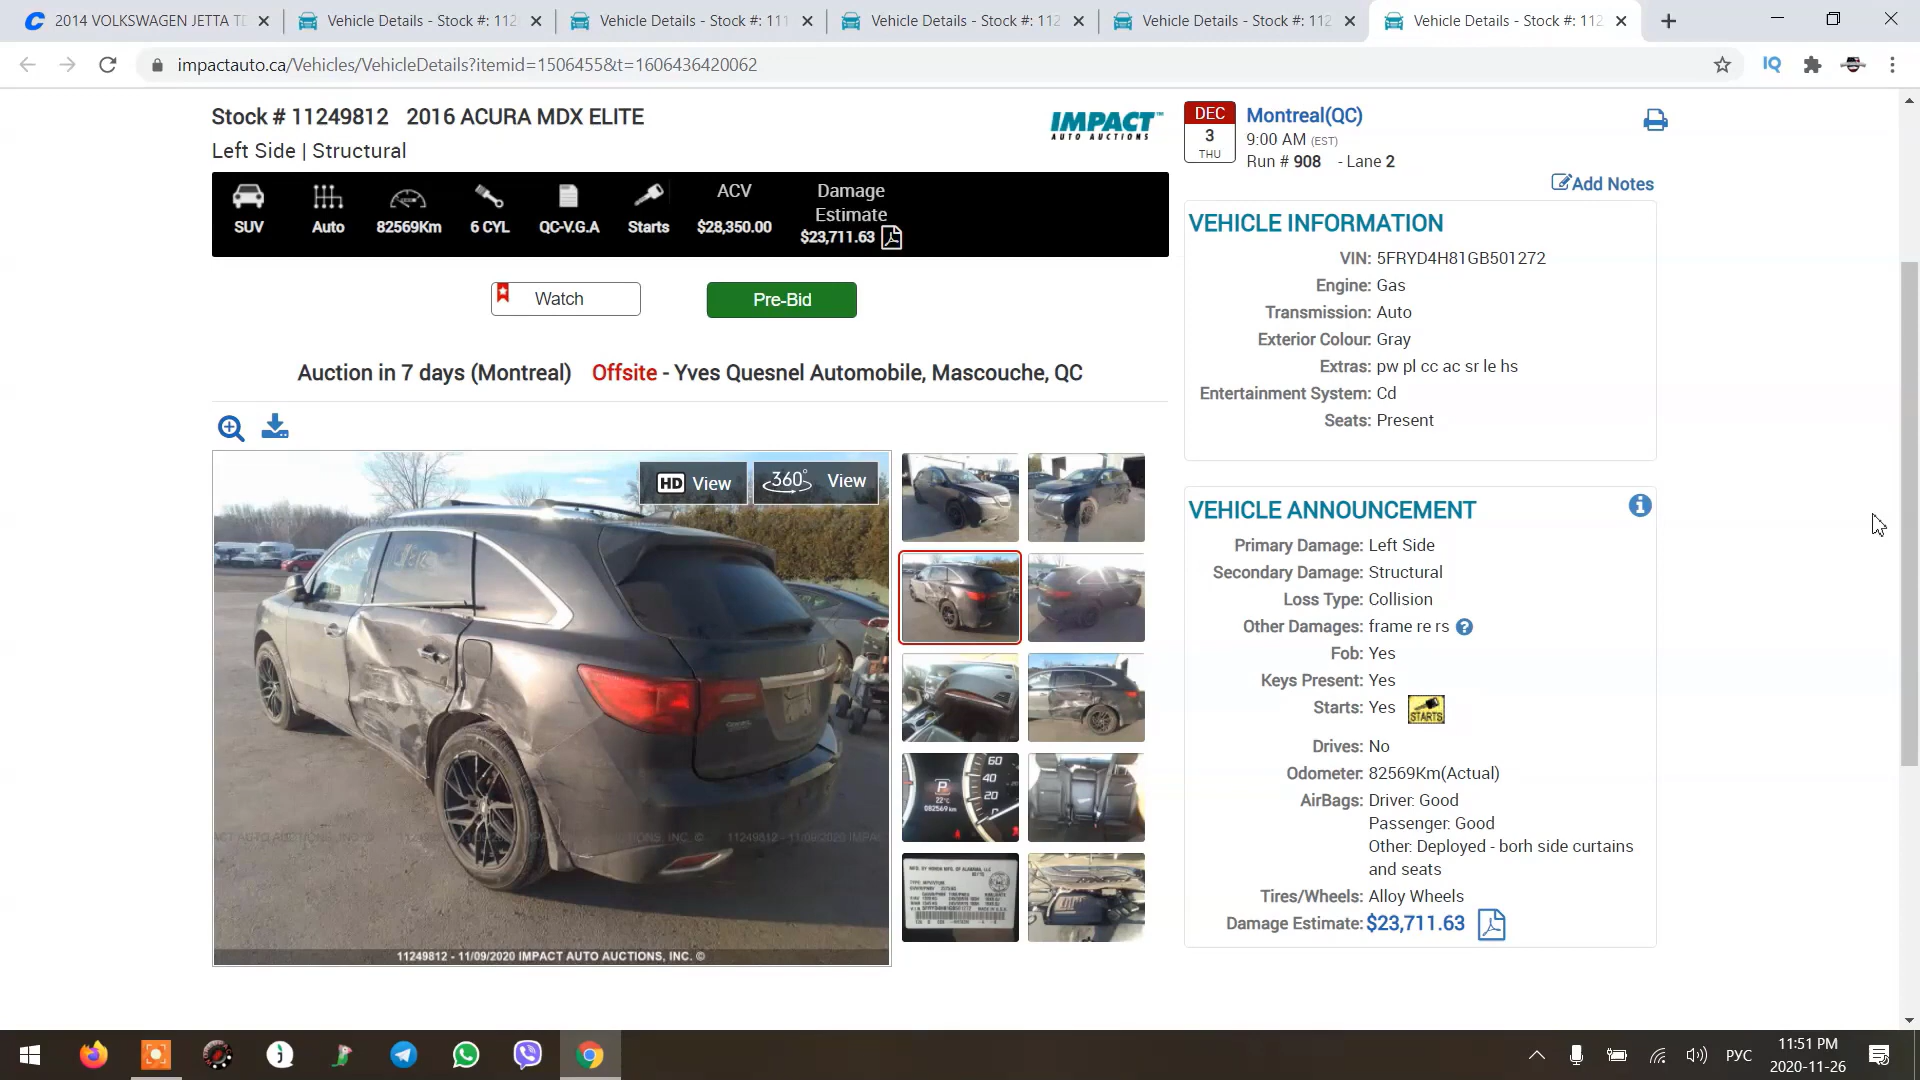 2014 VOLKSWAGEN JETTA TD
Vehicle Details - Stock #: 112
Vehicle Details - Stock #: 111
Vehicle Details - Stock #: 112
Vehicle Details - Stock #: 112
Vehicle Details - Stock #: 112
impactauto.ca/Vehicles/VehicleDetails?itemid=1506455&t=1606436420062
IQ
Stock # 11249812 2016 ACURA MDX ELITE
Left Side | Structural
IMPACT
AUTO AUCTIONS
SUV
Auto
82569Km
6 CYL
QC-V.G.A
Starts
ACV
$28,350.00
Damage
Estimate
$23,711.63
Watch
Pre-Bid
Auction in 7 days (Montreal) Offsite - Yves Quesnel Automobile, Mascouche, QC
HD View
360° View
11249812 - 11/09/2020 IMPACT AUTO AUCTIONS, INC. ©
60
40
20
P
22°C
082569 km
DEC
3
THU
Montreal(QC)
9:00 AM (EST)
Run # 908 - Lane 2
Add Notes
VEHICLE INFORMATION
VIN: 5FRYD4H81GB501272
Engine: Gas
Transmission: Auto
Exterior Colour: Gray
Extras: pw pl cc ac sr le hs
Entertainment System: Cd
Seats: Present
VEHICLE ANNOUNCEMENT
Primary Damage: Left Side
Secondary Damage: Structural
Loss Type: Collision
Other Damages: frame re rs
Fob: Yes
Keys Present: Yes
Starts: Yes STARTS
Drives: No
Odometer: 82569Km(Actual)
AirBags: Driver: Good
Passenger: Good
Other: Deployed - borh side curtains
and seats
Tires/Wheels: Alloy Wheels
Damage Estimate: $23,711.63
РУС
11:51 PM
2020-11-26